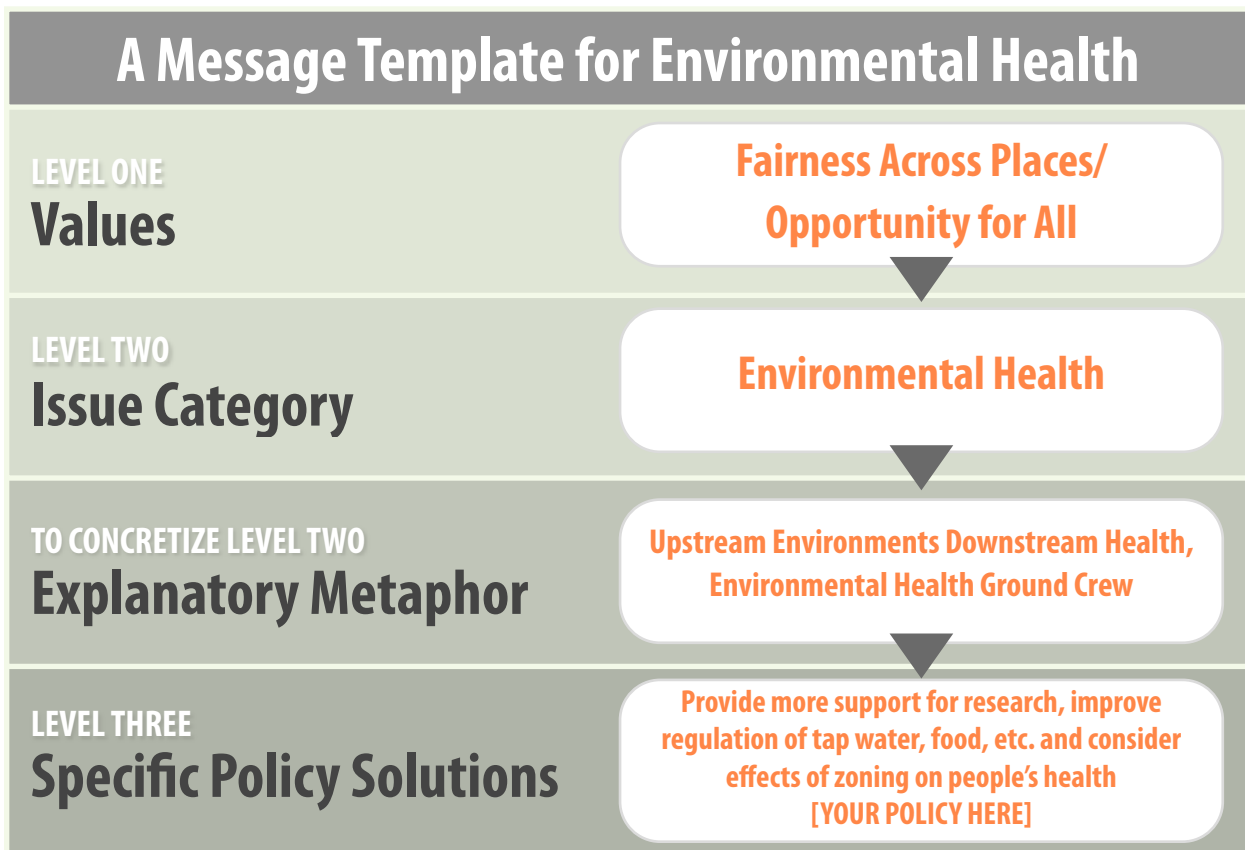 A Message Template for Environmental Health
LEVEL ONE
Values
Fairness Across Places/
Opportunity for All
LEVEL TWO
Issue Category
Environmental Health
TO CONCRETIZE LEVEL TWO
Explanatory Metaphor
Upstream Environments Downstream Health,
Environmental Health Ground Crew
LEVEL THREE
Specific Policy Solutions
Provide more support for research, improve
regulation of tap water, food, etc. and consider
effects of zoning on people’s health
[YOUR POLICY HERE]